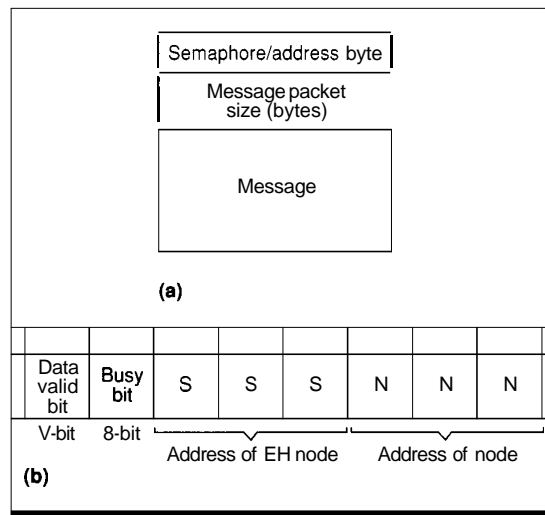 Semaphore/address byte
Message packet
size (bytes)
Message
(a)
Data
valid
bit
Busy
bit
S
S
S
N
N
N
V-bit
8-bit
Address of EH node
Address of node
(b)